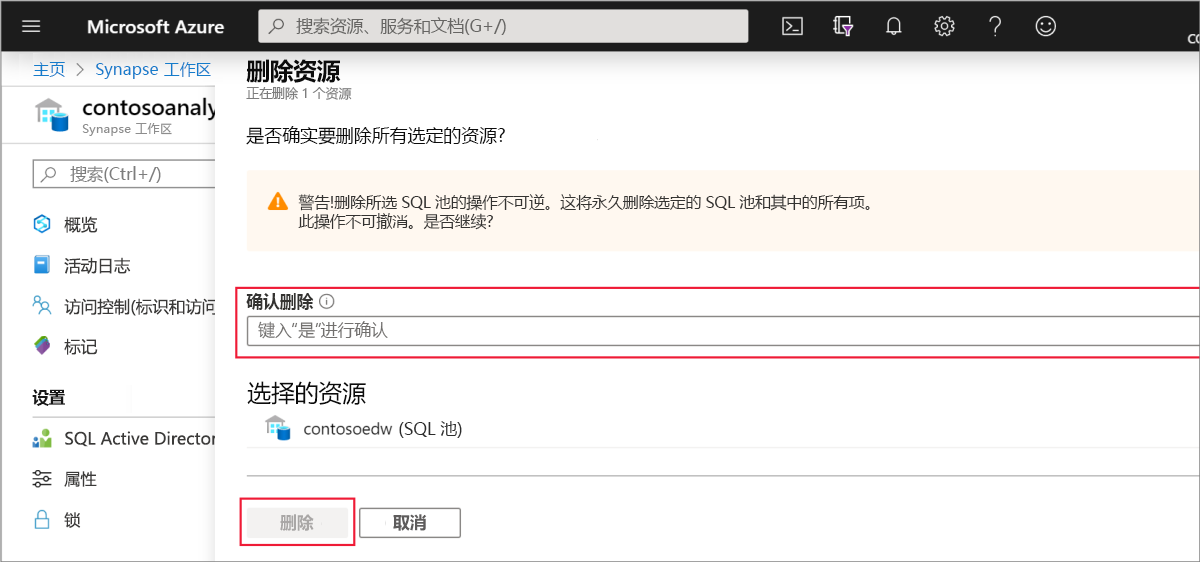 Microsoft Azure
搜索资源、服务和文档(G+/)
主页 > Synapse 工作区
contosoanaly
Synapse 工作区
搜索(Ctrl+/)
概览
活动日志
访问控制(标识和访问
标记
设置
SQL Active Director
属性
锁
删除资源
正在删除 1 个资源
是否确实要删除所有选定的资源?
警告!删除所选 SQL 池的操作不可逆。这将永久删除选定的 SQL 池和其中的所有项。
此操作不可撤消。是否继续?
确认删除
键入“是”进行确认
选择的资源
contosoedw (SQL 池)
删除
取消